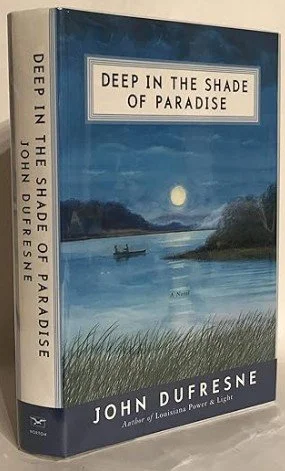 DEEP IN THE SHADE OF PARADISE
JOHN DUFRESNE
NORTON
DEEP IN THE SHADE
OF PARADISE
A Novel
JOHN DUFRESNE
Author of Louisiana Power & Light